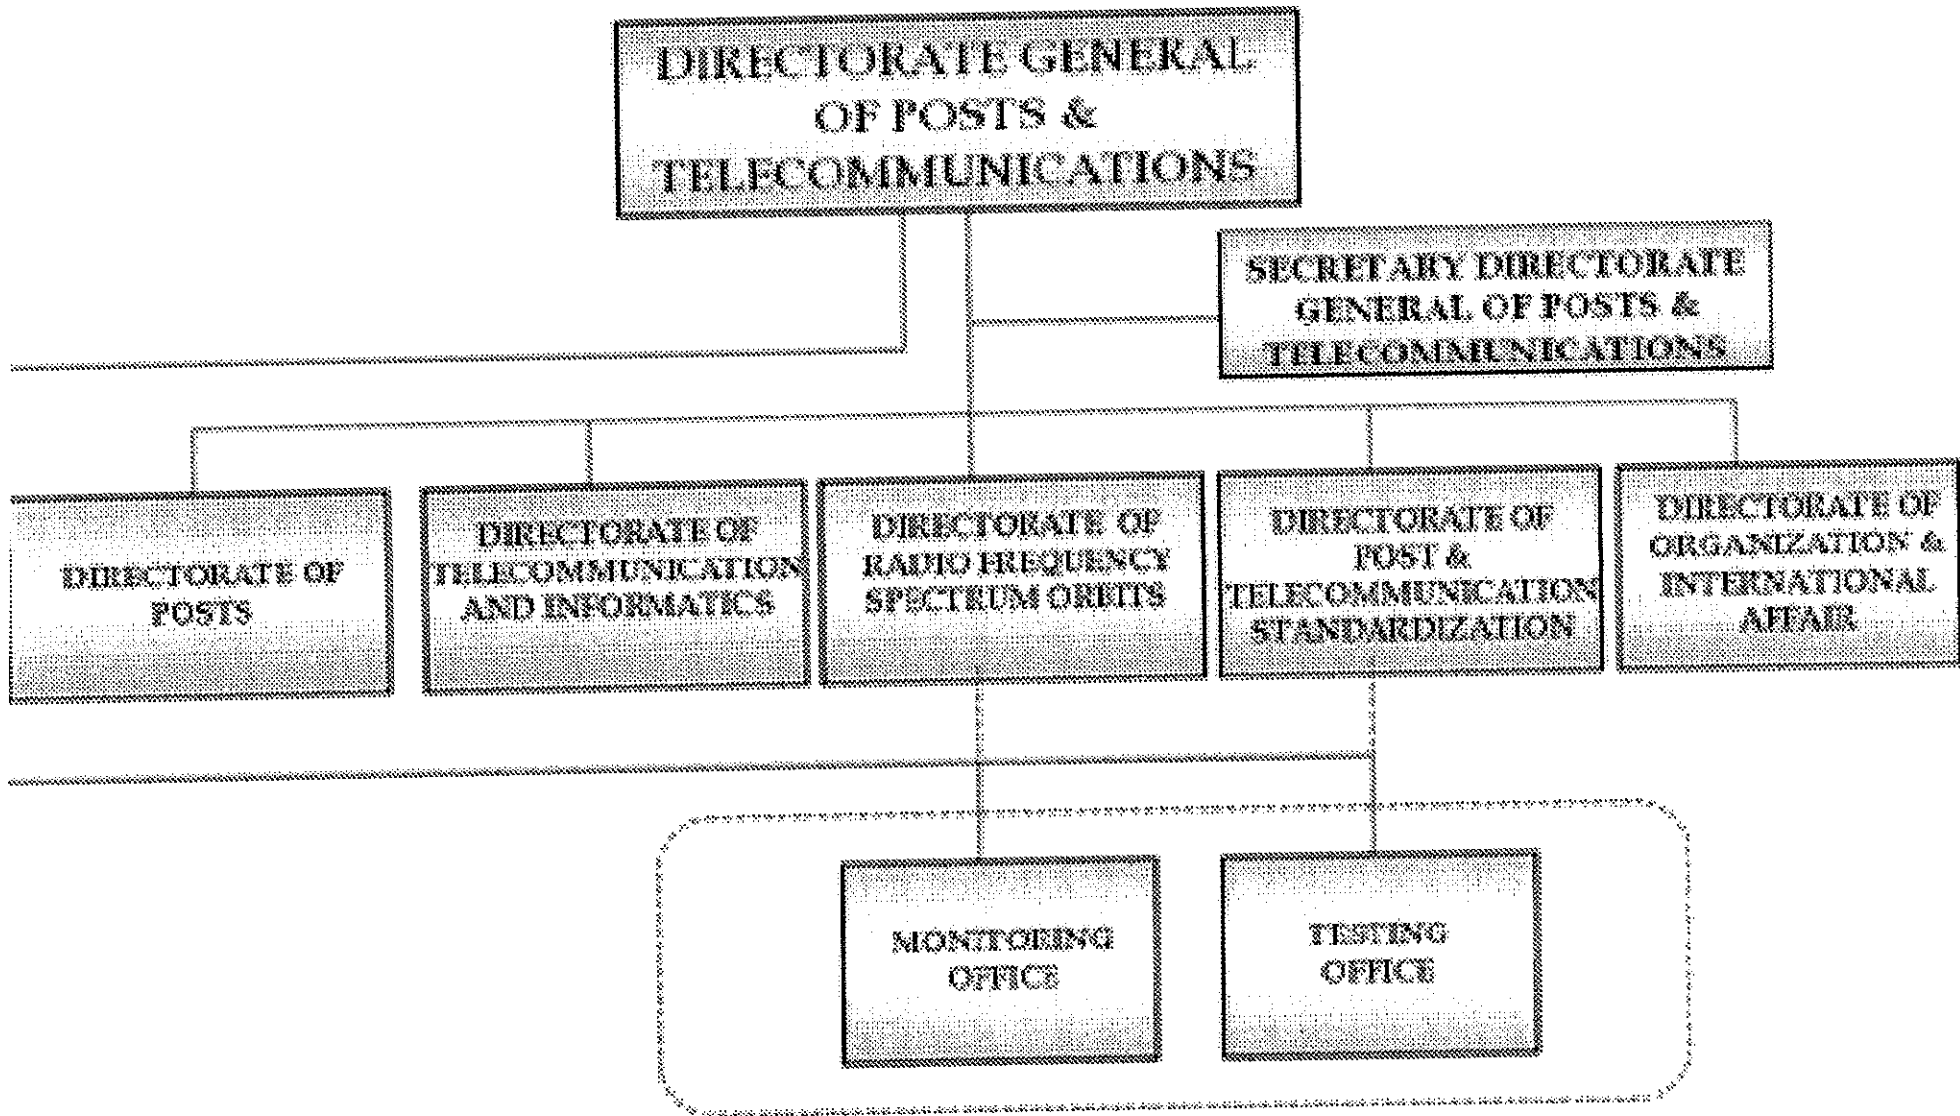 DIRECTORATE GENERAL
OF POSTS &
TELECOMMUNICATIONS
SECRETARY DIRECTORATE
GENERAL OF POSTS &
TELECOMMUNICATIONS
DIRECTORATE OF
POSTS
DIRECTORATE OF
TELECOMMUNICATION
AND INFORMATICS
DIRECTORATE OF
RADIO FREQUENCY
SPECTRUM ORBITS
DIRECTORATE OF
POST &
TELECOMMUNICATION
STANDARDIZATION
DIRECTORATE OF
ORGANIZATION &
INTERNATIONAL
AFFAIR
MONITORING
OFFICE
TESTING
OFFICE